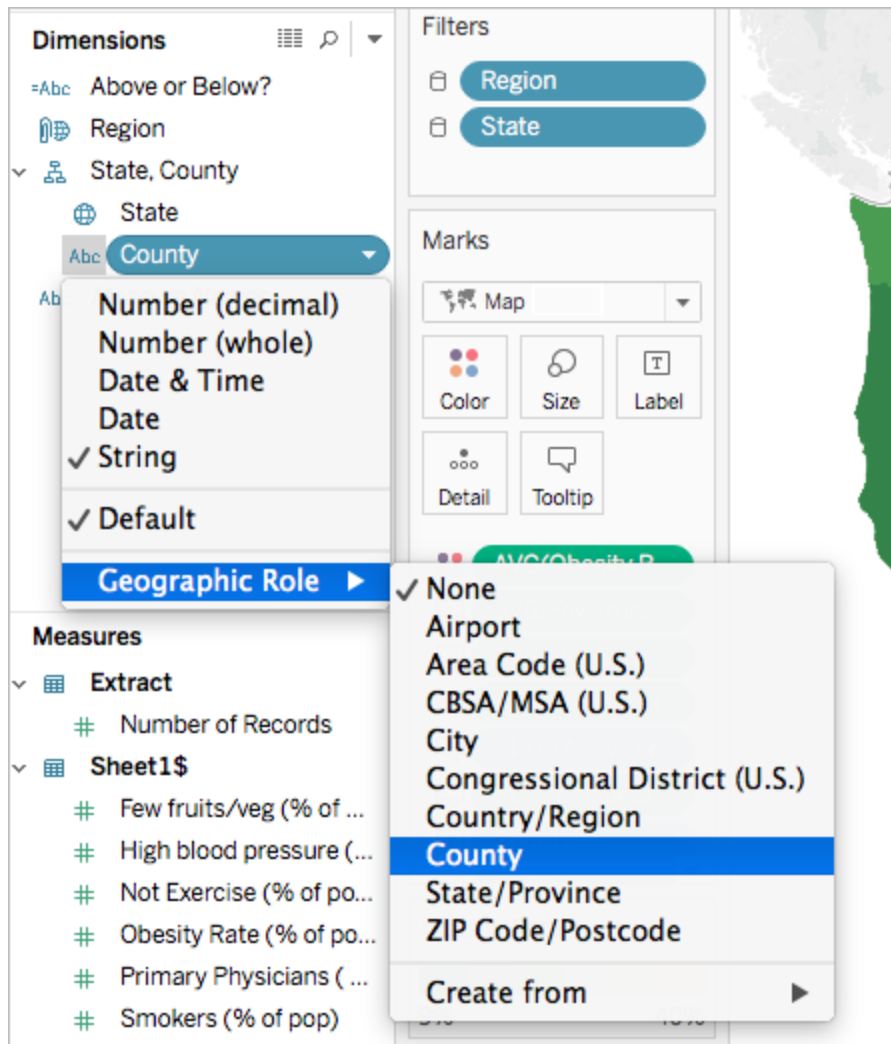 Dimensions
=Abc Above or Below?
Region
State, County
State
Abc County
Ab
Number (decimal)
Number (whole)
Date & Time
Date
✓ String
✓ Default
Geographic Role ▶
Measures
Extract
# Number of Records
Sheet1$
# Few fruits/veg (% of ...
# High blood pressure (...
# Not Exercise (% of po...
# Obesity Rate (% of po...
# Primary Physicians ( ...
# Smokers (% of pop)
Filters
Region
State
Marks
Map
Color
Size
T
Label
Detail
Tooltip
✓ None
Airport
Area Code (U.S.)
CBSA/MSA (U.S.)
City
Congressional District (U.S.)
Country/Region
County
State/Province
ZIP Code/Postcode
Create from ▶